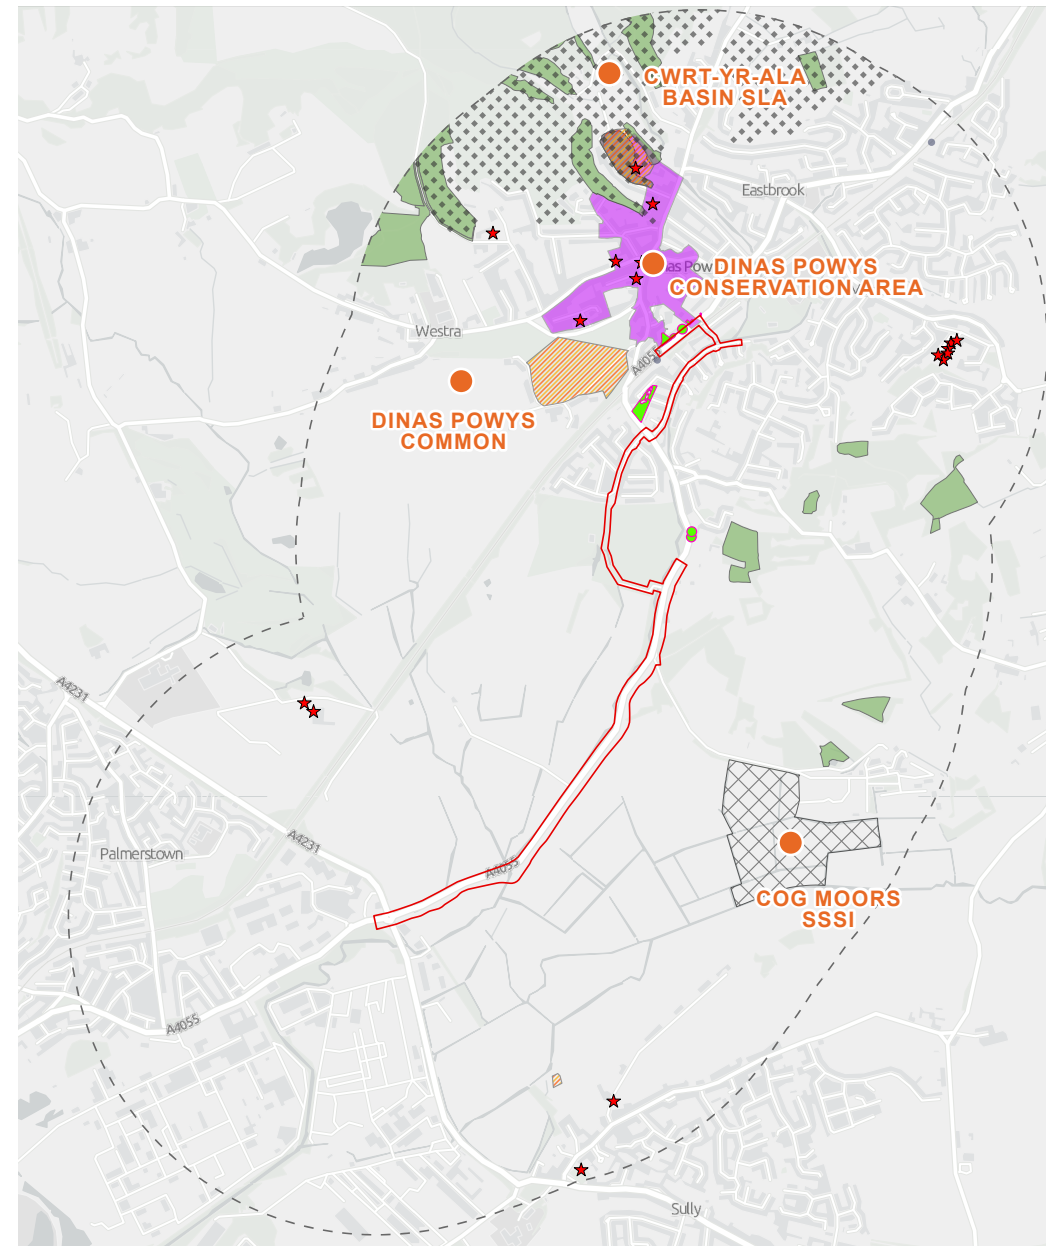 CWRT-YR-ALA
BASIN SLA
Eastbrook
DINAS POWYS
CONSERVATION AREA
Westra
A4055
DINAS POWYS
COMMON
A4231
A4231
Palmerstown
A4055
COG MOORS
SSSI
A4055
Sully